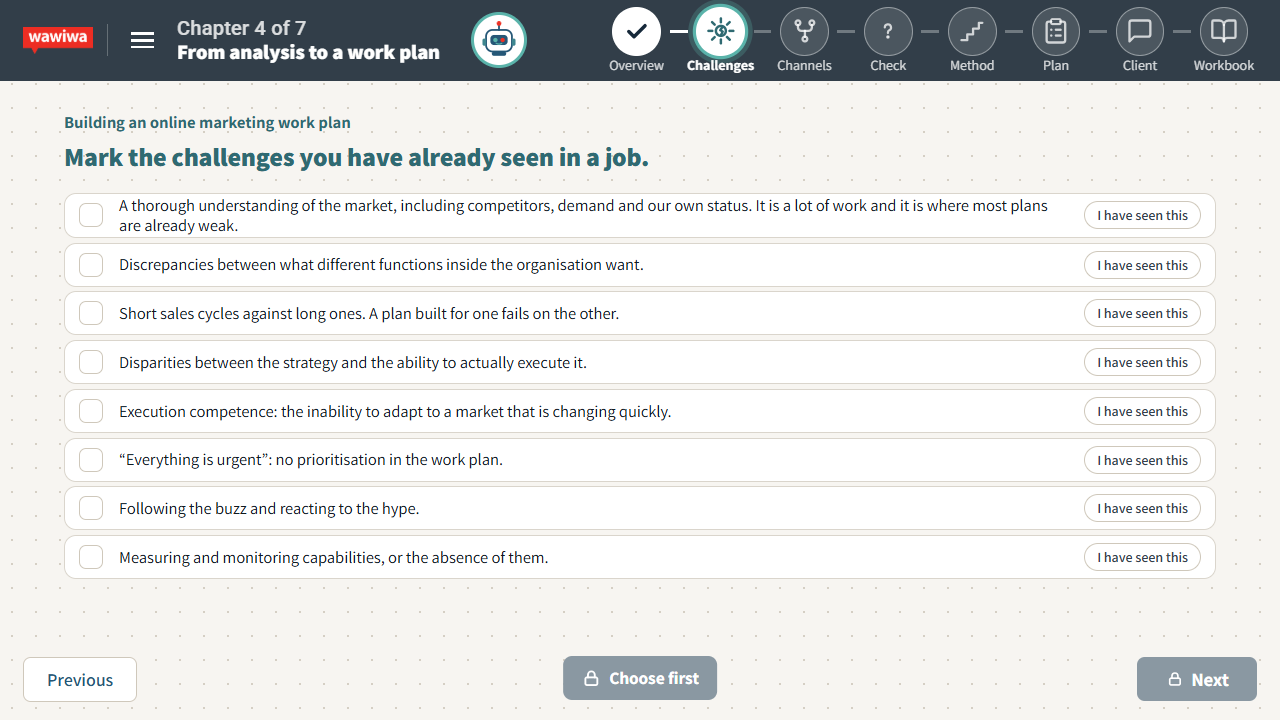 wawiwa
Chapter 4 of 7
From analysis to a work plan
Overview
Challenges
Channels
?
Check
Method
Plan
Client
Workbook
Building an online marketing work plan
Mark the challenges you have already seen in a job.
A thorough understanding of the market, including competitors, demand and our own status. It is a lot of work and it is where most plans
are already weak.
I have seen this
Discrepancies between what different functions inside the organisation want.
I have seen this
Short sales cycles against long ones. A plan built for one fails on the other.
I have seen this
Disparities between the strategy and the ability to actually execute it.
I have seen this
Execution competence: the inability to adapt to a market that is changing quickly.
I have seen this
“Everything is urgent”: no prioritisation in the work plan.
I have seen this
Following the buzz and reacting to the hype.
I have seen this
Measuring and monitoring capabilities, or the absence of them.
I have seen this
Previous
Choose first
Next